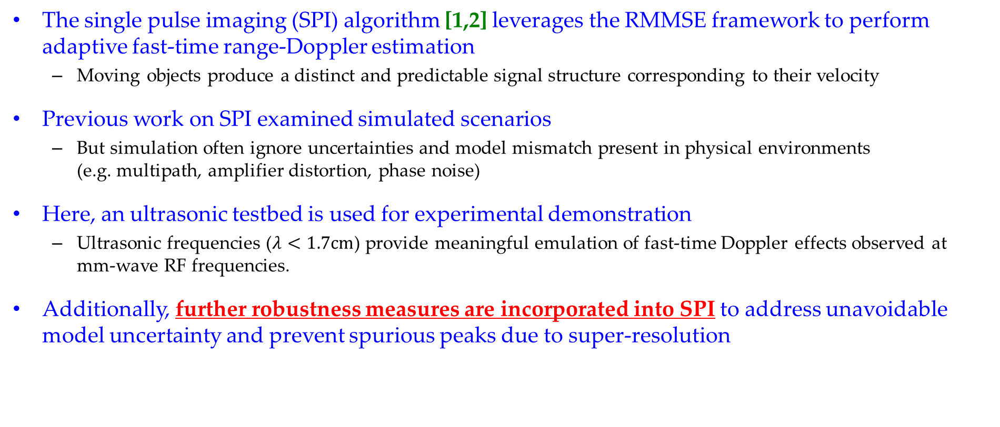 • The single pulse imaging (SPI) algorithm [1,2] leverages the RMMSE framework to perform
adaptive fast-time range-Doppler estimation
– Moving objects produce a distinct and predictable signal structure corresponding to their velocity
• Previous work on SPI examined simulated scenarios
– But simulation often ignore uncertainties and model mismatch present in physical environments
(e.g. multipath, amplifier distortion, phase noise)
• Here, an ultrasonic testbed is used for experimental demonstration
– Ultrasonic frequencies (λ < 1.7cm) provide meaningful emulation of fast-time Doppler effects observed at
mm-wave RF frequencies.
• Additionally, further robustness measures are incorporated into SPI to address unavoidable
model uncertainty and prevent spurious peaks due to super-resolution